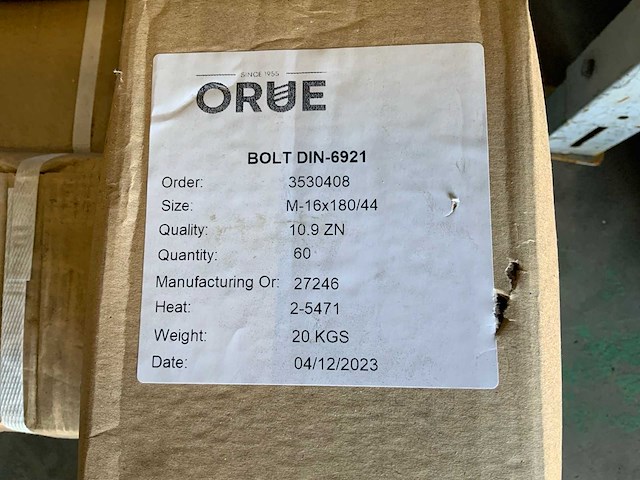 SINCE 1955
ORUE
BOLT DIN-6921
Order: 3530408
Size: M-16x180/44
Quality: 10.9 ZN
Quantity: 60
Manufacturing Or: 27246
Heat: 2-5471
Weight: 20 KGS
Date: 04/12/2023